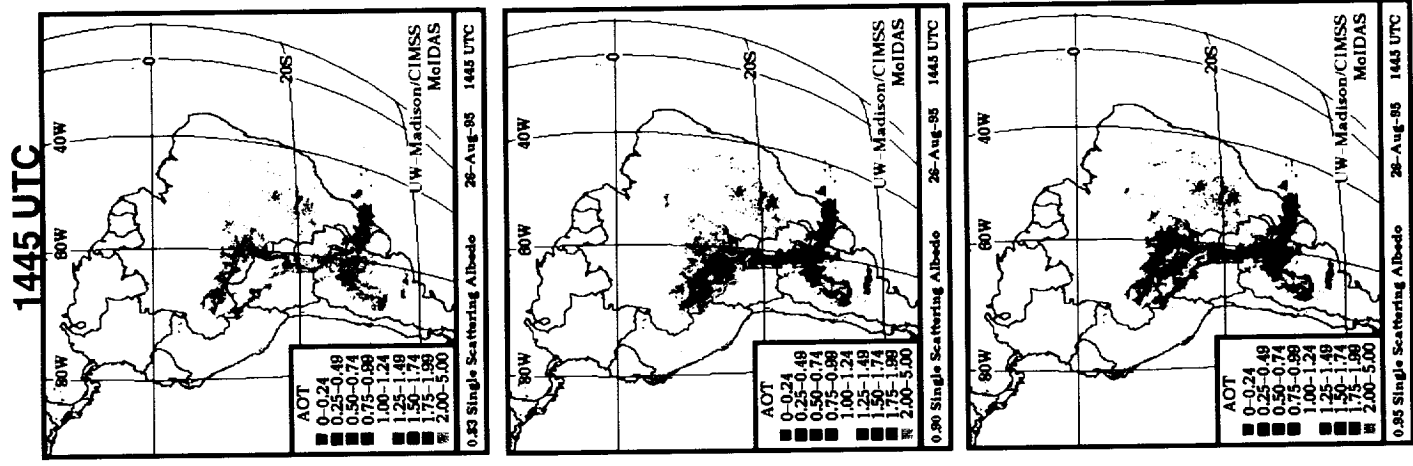 1445 UTC
80W
60W
40W
0
20S
UW-Madison/CIMSS
McIDAS
AOT
0-0.24
0.25-0.49
0.50-0.74
0.75-0.99
1.00-1.24
1.25-1.49
1.50-1.74
1.75-1.99
2.00-5.00
0.83 Single Scattering Albedo 26-Aug-95 1445 UTC
80W
60W
40W
0
20S
UW-Madison/CIMSS
McIDAS
AOT
0-0.24
0.25-0.49
0.50-0.74
0.75-0.99
1.00-1.24
1.25-1.49
1.50-1.74
1.75-1.99
2.00-5.00
0.90 Single Scattering Albedo 26-Aug-95 1445 UTC
80W
60W
40W
0
20S
UW-Madison/CIMSS
McIDAS
AOT
0-0.24
0.25-0.49
0.50-0.74
0.75-0.99
1.00-1.24
1.25-1.49
1.50-1.74
1.75-1.99
2.00-5.00
0.95 Single Scattering Albedo 26-Aug-95 1445 UTC